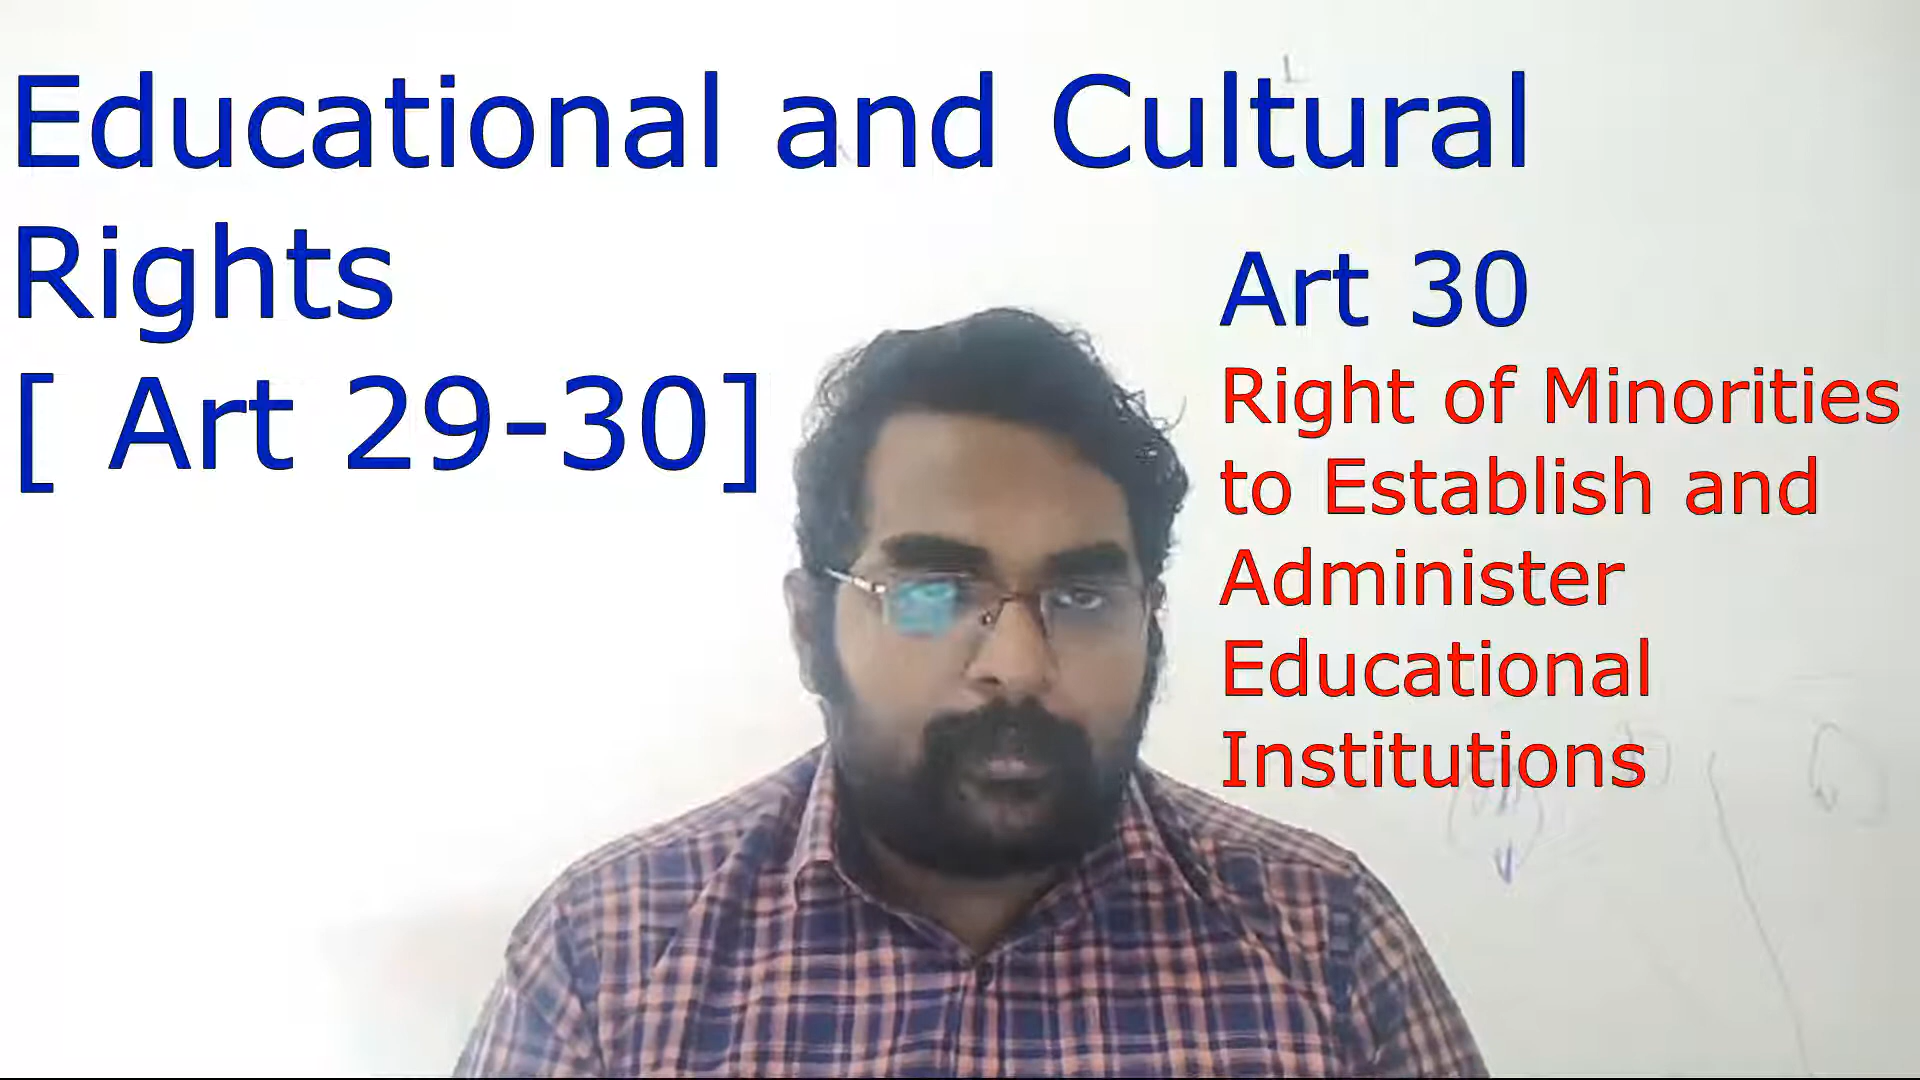 Educational and Cultural
Rights
[ Art 29-30]
Art 30
Right of Minorities
to Establish and
Administer
Educational
Institutions